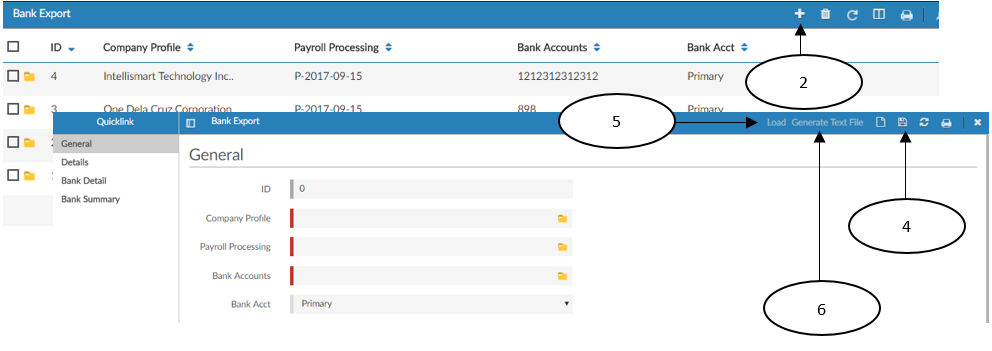 Bank Export
ID Company Profile Payroll Processing Bank Accounts Bank Acct
4 Intellismart Technology Inc.. P-2017-09-15 1212312312312 Primary
2
3 One Dela Cruz Corporation P-2017-09-15 898 Primary
5
Quicklink Bank Export Load Generate Text File
General
Details
Bank Detail
Bank Summary
General
ID 0
Company Profile
Payroll Processing
Bank Accounts
Bank Acct Primary
4
6